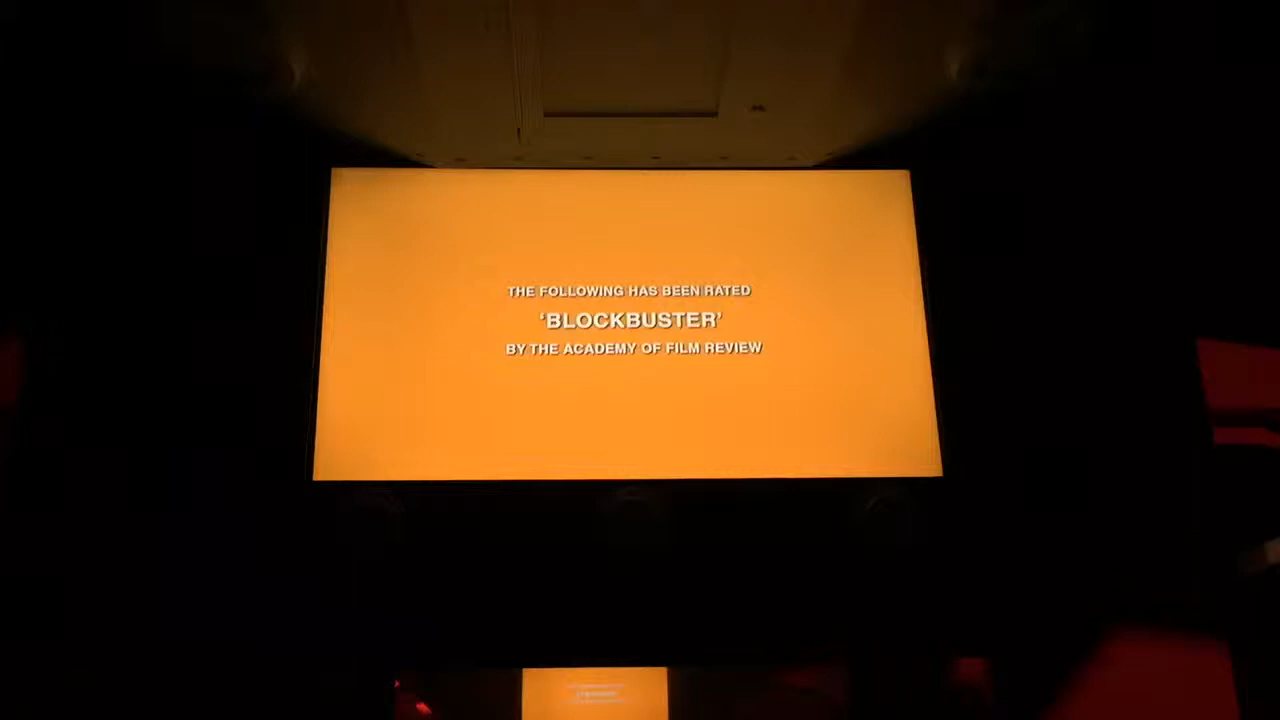 THE FOLLOWING HAS BEEN RATED
‘BLOCKBUSTER’
BY THE ACADEMY OF FILM REVIEW